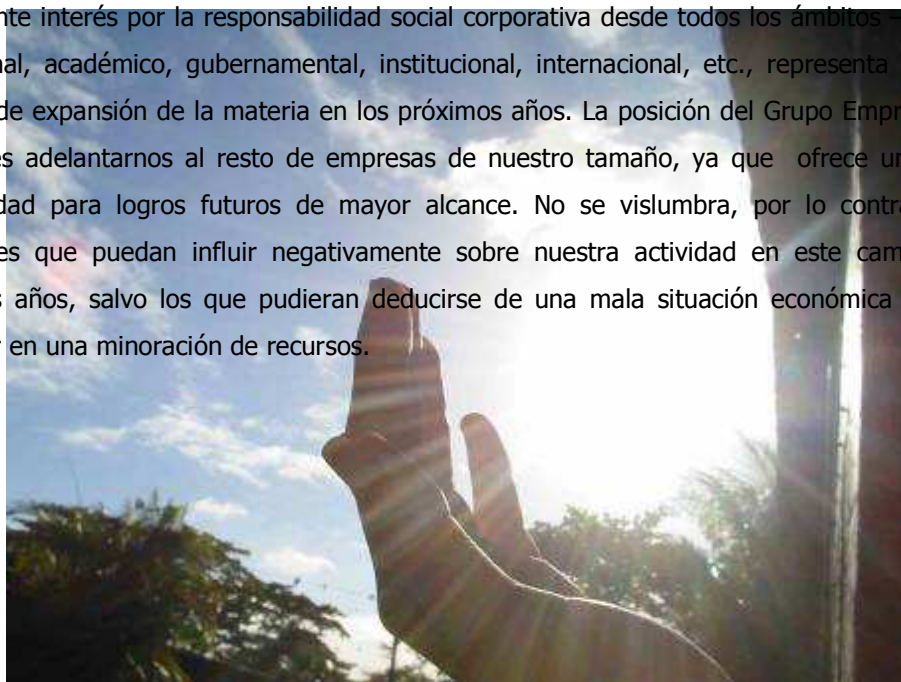 nte interés por la responsabilidad social corporativa desde todos los ámbitos –
nal, académico, gubernamental, institucional, internacional, etc., representa
de expansión de la materia en los próximos años. La posición del Grupo Empr
es adelantarnos al resto de empresas de nuestro tamaño, ya que ofrece un
dad para logros futuros de mayor alcance. No se vislumbra, por lo contra
es que puedan influir negativamente sobre nuestra actividad en este cam
s años, salvo los que pudieran deducirse de una mala situación económica
r en una minoración de recursos.